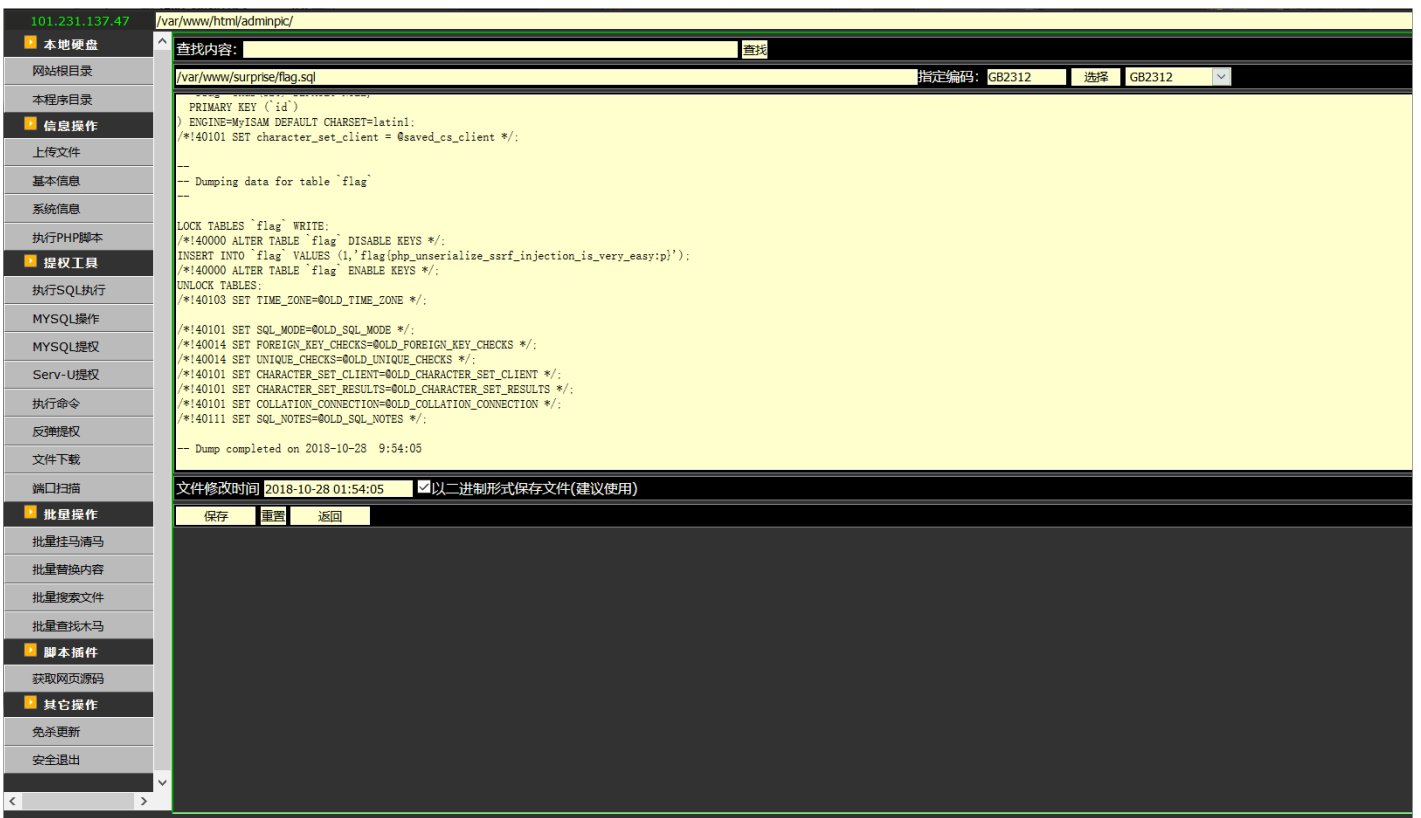 101.231.137.47
/var/www/html/adminpic/
本地硬盘
网站根目录
本程序目录
信息操作
上传文件
基本信息
系统信息
执行PHP脚本
提权工具
执行SQL执行
MYSQL操作
MYSQL提权
Serv-U提权
执行命令
反弹提权
文件下载
端口扫描
批量操作
批量挂马清马
批量替换内容
批量搜索文件
批量查找木马
脚本插件
获取网页源码
其它操作
免杀更新
安全退出
查找内容: 查找
/var/www/surprise/flag.sql 指定编码: GB2312 选择 GB2312
PRIMARY KEY (`id`)
) ENGINE=MyISAM DEFAULT CHARSET=latin1;
/*!40101 SET character_set_client = @saved_cs_client */;
--
-- Dumping data for table `flag`
--
LOCK TABLES `flag` WRITE;
/*!40000 ALTER TABLE `flag` DISABLE KEYS */;
INSERT INTO `flag` VALUES (1,'flag{php_unserialize_ssrf_injection_is_very_easy:p}');
/*!40000 ALTER TABLE `flag` ENABLE KEYS */;
UNLOCK TABLES;
/*!40103 SET TIME_ZONE=@OLD_TIME_ZONE */;
/*!40101 SET SQL_MODE=@OLD_SQL_MODE */;
/*!40014 SET FOREIGN_KEY_CHECKS=@OLD_FOREIGN_KEY_CHECKS */;
/*!40014 SET UNIQUE_CHECKS=@OLD_UNIQUE_CHECKS */;
/*!40101 SET CHARACTER_SET_CLIENT=@OLD_CHARACTER_SET_CLIENT */;
/*!40101 SET CHARACTER_SET_RESULTS=@OLD_CHARACTER_SET_RESULTS */;
/*!40101 SET COLLATION_CONNECTION=@OLD_COLLATION_CONNECTION */;
/*!40111 SET SQL_NOTES=@OLD_SQL_NOTES */;
-- Dump completed on 2018-10-28  9:54:05
文件修改时间 2018-10-28 01:54:05 以二进制形式保存文件(建议使用)
保存 重置 返回